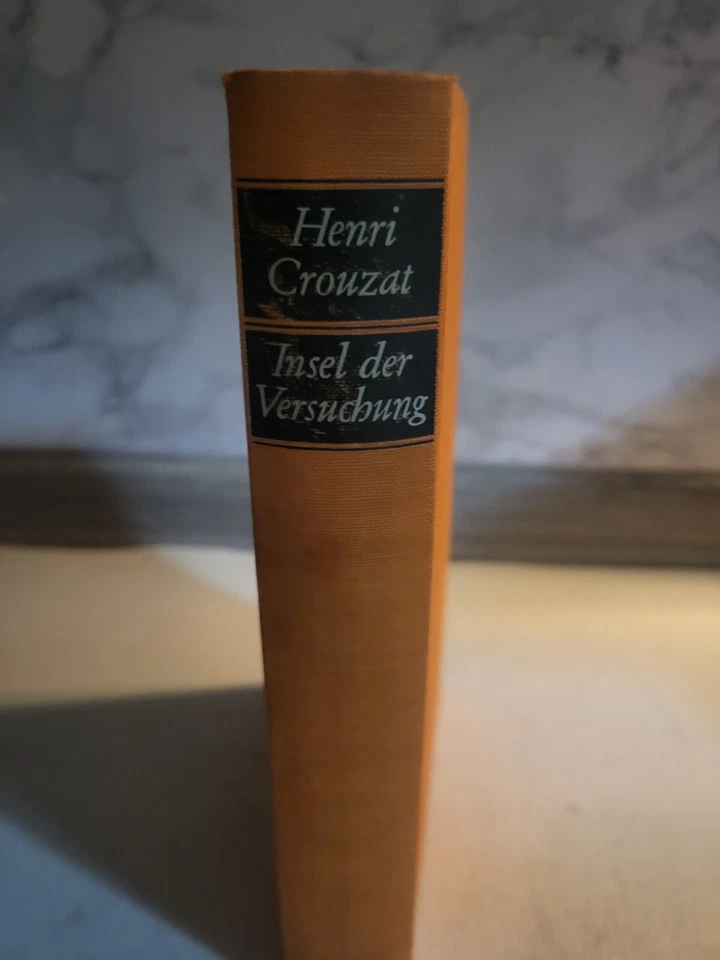 Henri
Crouzat
Insel der
Versuchung